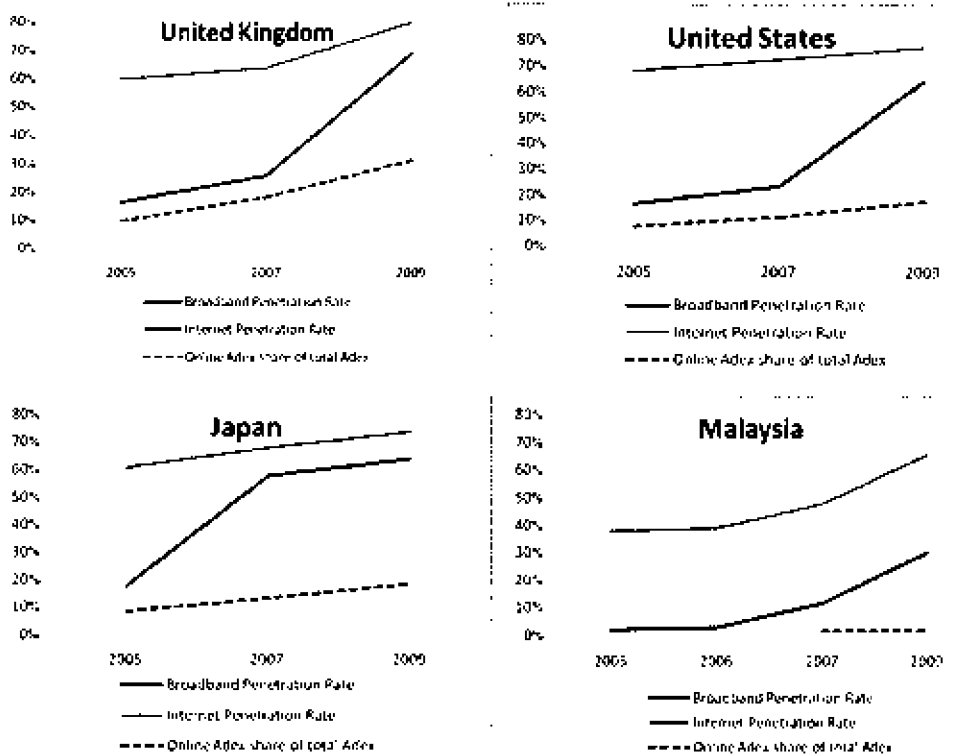 United Kingdom
80%
70%
60%
50%
40%
30%
20%
10%
0%
2005 2007 2009
Broadband Penetration Rate
Internet Penetration Rate
Online Adex share of total Adex
United States
80%
70%
60%
50%
40%
30%
20%
10%
0%
2005 2007 2009
Broadband Penetration Rate
Internet Penetration Rate
Online Adex share of total Adex
Japan
80%
70%
60%
50%
40%
30%
20%
10%
0%
2005 2007 2009
Broadband Penetration Rate
Internet Penetration Rate
Online Adex share of total Adex
Malaysia
80%
70%
60%
50%
40%
30%
20%
10%
0%
2005 2006 2007 2009
Broadband Penetration Rate
Internet Penetration Rate
Online Adex share of total Adex